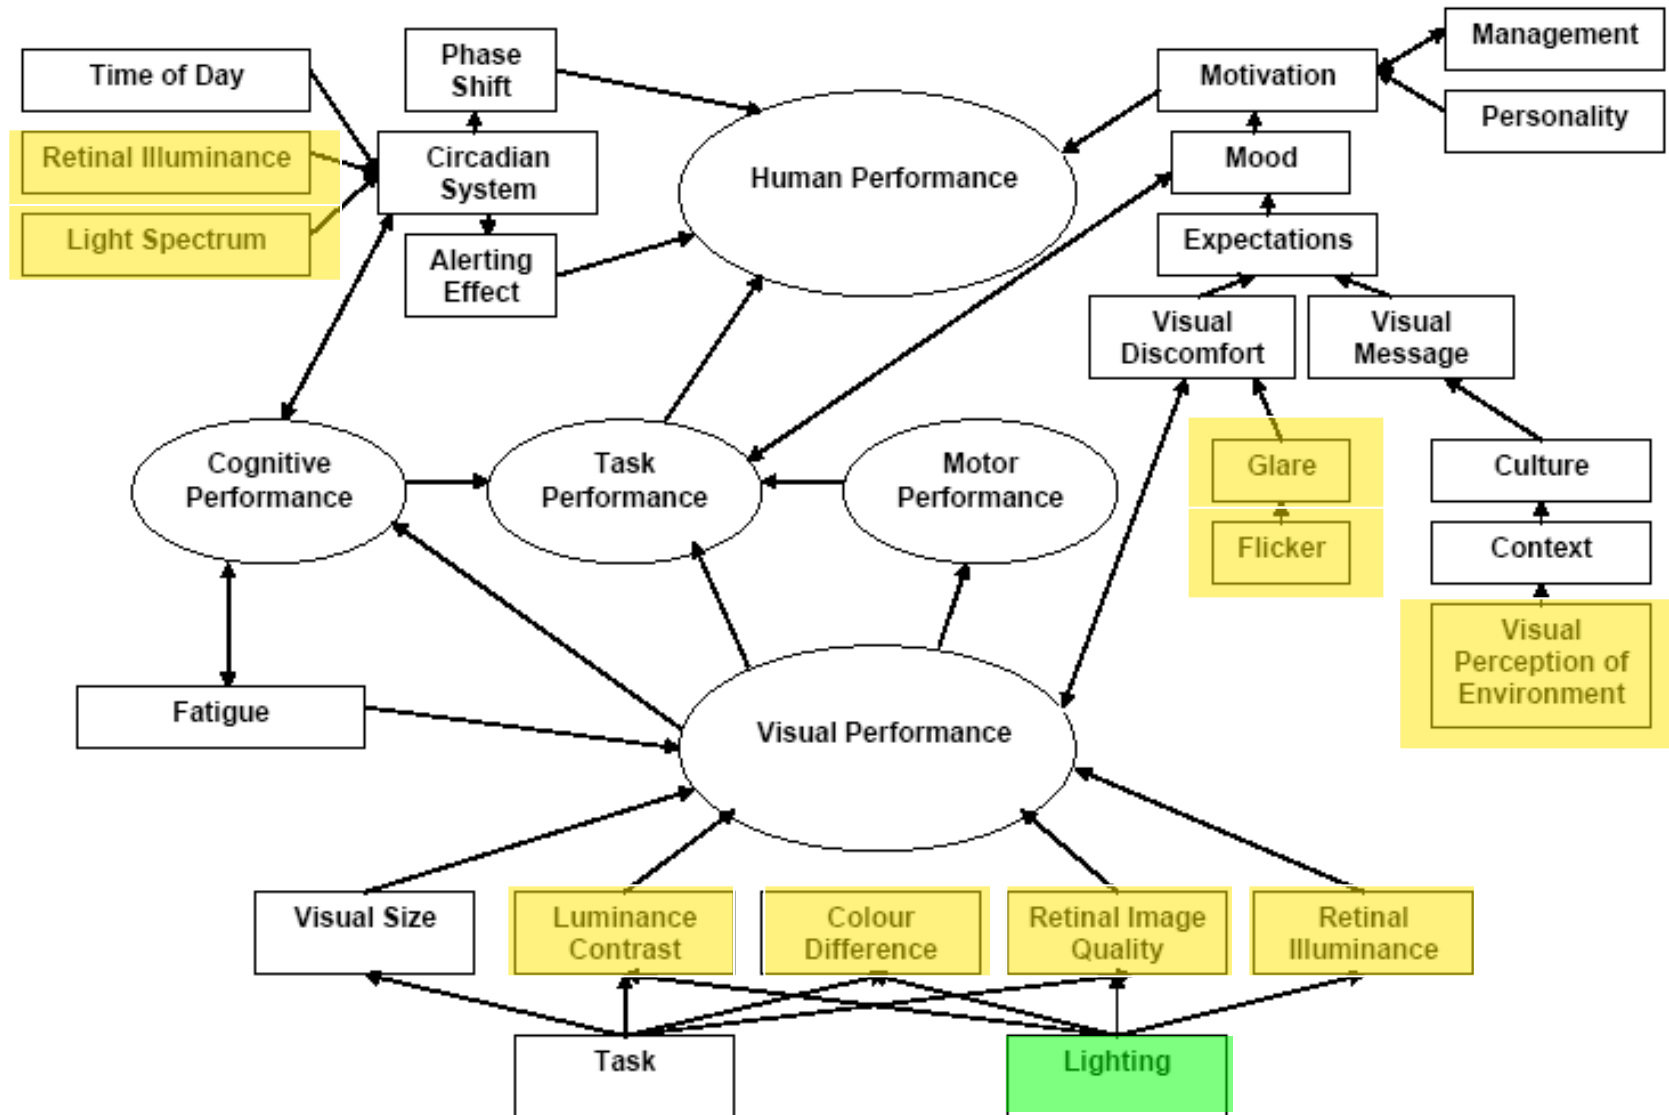 Time of Day
Phase
Shift
Motivation
Management
Personality
Retinal Illuminance
Circadian
System
Human Performance
Mood
Light Spectrum
Alerting
Effect
Expectations
Visual
Discomfort
Visual
Message
Cognitive
Performance
Task
Performance
Motor
Performance
Glare
Culture
Flicker
Context
Visual
Perception of
Environment
Fatigue
Visual Performance
Visual Size
Luminance
Contrast
Colour
Difference
Retinal Image
Quality
Retinal
Illuminance
Task
Lighting